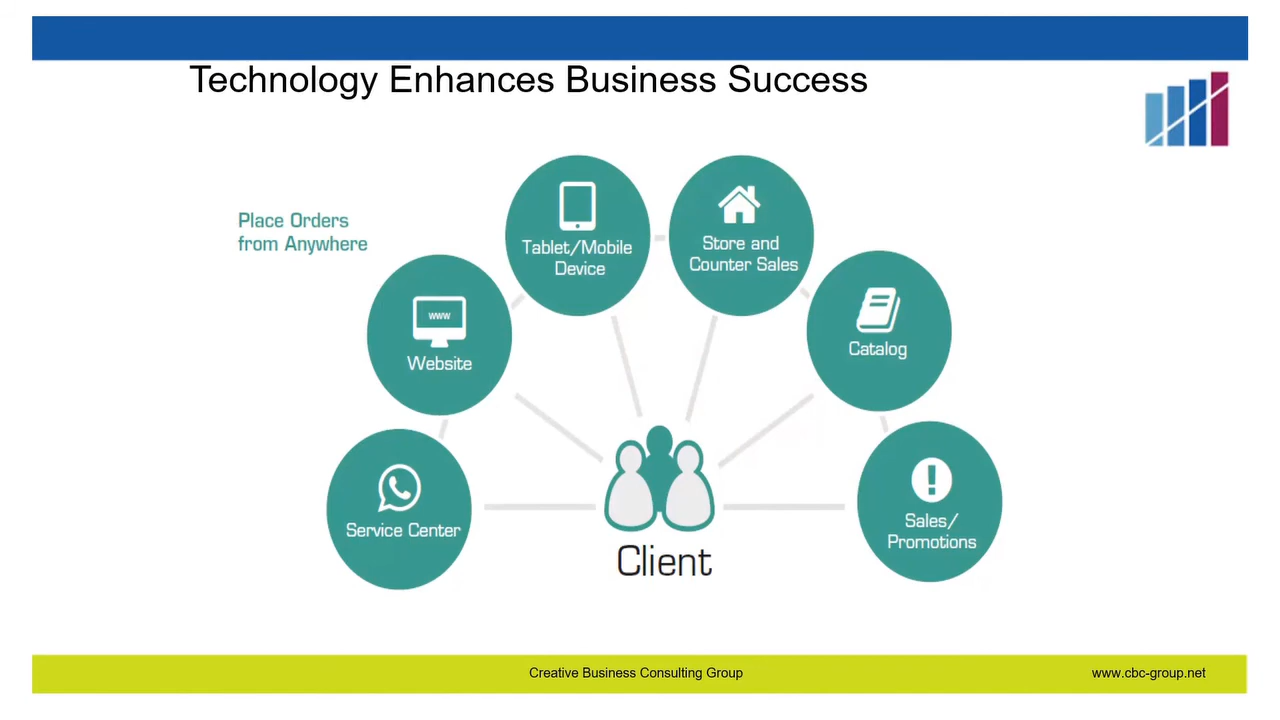 Technology Enhances Business Success
Place Orders
from Anywhere
Tablet/Mobile
Device
Store and
Counter Sales
www
Website
Catalog
Service Center
Sales/
Promotions
Client
Creative Business Consulting Group
www.cbc-group.net